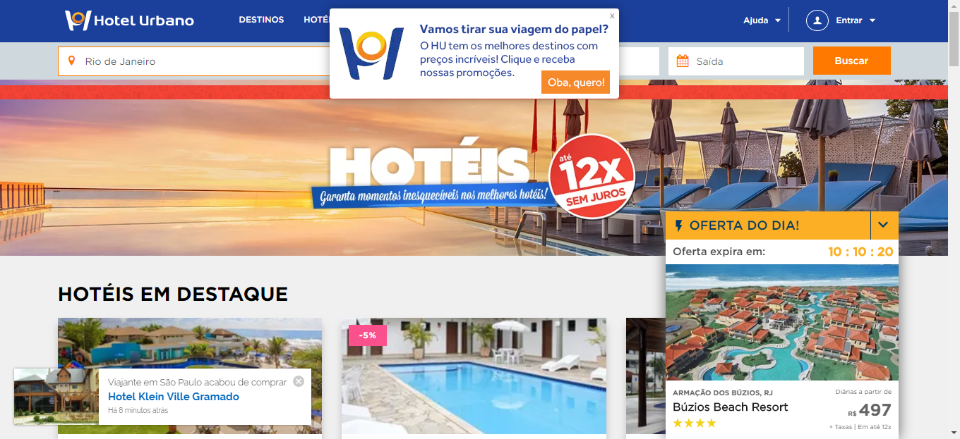 Hotel Urbano
DESTINOS
Ajuda
Entrar
Vamos tirar sua viagem do papel?
x
O HU tem os melhores destinos com
preços incríveis! Clique e receba
nossas promoções.
Oba, quero!
Rio de Janeiro
Saída
Buscar
HOTÉIS
Garanta momentos inesquecíveis nos melhores hotéis!
até
12x
SEM JUROS
OFERTA DO DIA!
Oferta expira em:
10 : 10 : 20
HOTÉIS EM DESTAQUE
-5%
Viajante em São Paulo acabou de comprar
Hotel Klein Ville Gramado
Há 8 minutos atrás
ARMAÇÃO DOS BÚZIOS, RJ
Diárias a partir de
Búzios Beach Resort
R$ 497
+ Taxas | Em até 12x